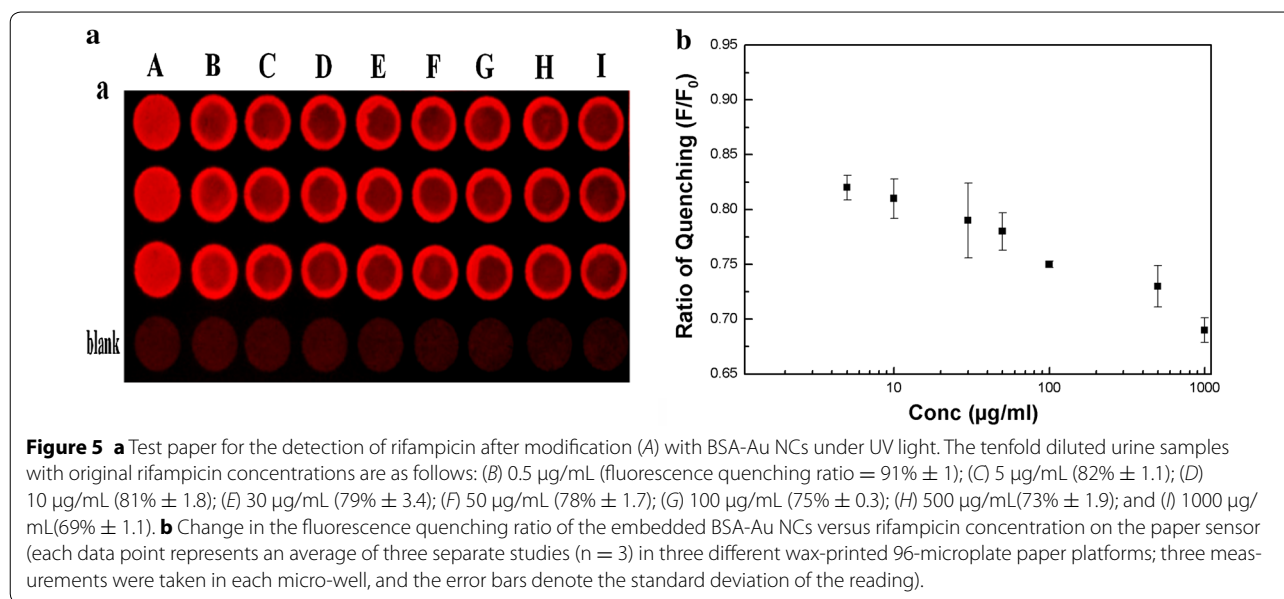 a
A B C D E F G H I
a
blank
b
0.95
0.90
0.85
0.80
0.75
0.70
0.65
Ratio of Quenching (F/F₀)
10 100 1000
Conc (µg/ml)
Figure 5 a Test paper for the detection of rifampicin after modification (A) with BSA-Au NCs under UV light. The tenfold diluted urine samples
with original rifampicin concentrations are as follows: (B) 0.5 µg/mL (fluorescence quenching ratio = 91% ± 1); (C) 5 µg/mL (82% ± 1.1); (D)
10 µg/mL (81% ± 1.8); (E) 30 µg/mL (79% ± 3.4); (F) 50 µg/mL (78% ± 1.7); (G) 100 µg/mL (75% ± 0.3); (H) 500 µg/mL(73% ± 1.9); and (I) 1000 µg/
mL(69% ± 1.1). b Change in the fluorescence quenching ratio of the embedded BSA-Au NCs versus rifampicin concentration on the paper sensor
(each data point represents an average of three separate studies (n = 3) in three different wax-printed 96-microplate paper platforms; three meas-
urements were taken in each micro-well, and the error bars denote the standard deviation of the reading).